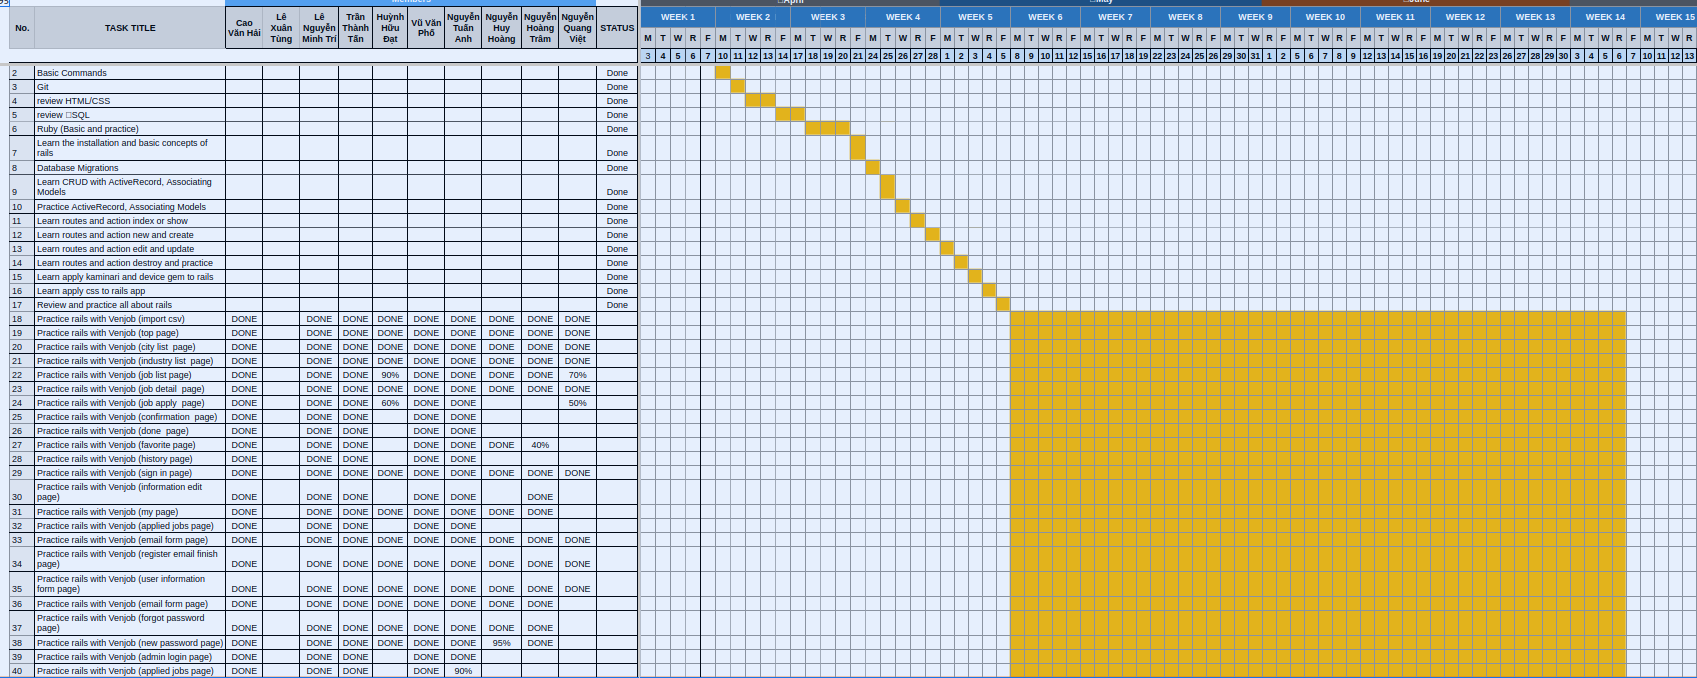 95
Members
April
May
June
No. TASK TITLE Cao Văn Hải Lê Xuân Tùng Lê Nguyễn Minh Trí Trần Thành Tấn Huỳnh Hữu Đạt Vũ Văn Phố Nguyễn Tuấn Anh Nguyễn Huy Hoàng Nguyễn Hoàng Trâm Nguyễn Quang Việt STATUS
WEEK 1 WEEK 2 WEEK 3 WEEK 4 WEEK 5 WEEK 6 WEEK 7 WEEK 8 WEEK 9 WEEK 10 WEEK 11 WEEK 12 WEEK 13 WEEK 14 WEEK 15
M T W R F M T W R F M T W R F M T W R F M T W R F M T W R F M T W R F M T W R F M T W R F M T W R F M T W R F M T W R F M T W R F M T W R F M T W R
3 4 5 6 7 10 11 12 13 14 17 18 19 20 21 24 25 26 27 28 1 2 3 4 5 8 9 10 11 12 15 16 17 18 19 22 23 24 25 26 29 30 31 1 2 5 6 7 8 9 12 13 14 15 16 19 20 21 22 23 26 27 28 29 30 3 4 5 6 7 10 11 12 13
2 Basic Commands Done
3 Git Done
4 review HTML/CSS Done
5 review □SQL Done
6 Ruby (Basic and practice) Done
7 Learn the installation and basic concepts of
rails Done
8 Database Migrations Done
9 Learn CRUD with ActiveRecord, Associating
Models Done
10 Practice ActiveRecord, Associating Models Done
11 Learn routes and action index or show Done
12 Learn routes and action new and create Done
13 Learn routes and action edit and update Done
14 Learn routes and action destroy and practice Done
15 Learn apply kaminari and device gem to rails Done
16 Learn apply css to rails app Done
17 Review and practice all about rails Done
18 Practice rails with Venjob (import csv) DONE DONE DONE DONE DONE DONE DONE DONE DONE
19 Practice rails with Venjob (top page) DONE DONE DONE DONE DONE DONE DONE DONE DONE
20 Practice rails with Venjob (city list page) DONE DONE DONE DONE DONE DONE DONE DONE DONE
21 Practice rails with Venjob (industry list page) DONE DONE DONE DONE DONE DONE DONE DONE DONE
22 Practice rails with Venjob (job list page) DONE DONE DONE 90% DONE DONE DONE DONE 70%
23 Practice rails with Venjob (job detail page) DONE DONE DONE DONE DONE DONE DONE DONE DONE
24 Practice rails with Venjob (job apply page) DONE DONE DONE 60% DONE DONE 50%
25 Practice rails with Venjob (confirmation page) DONE DONE DONE DONE DONE
26 Practice rails with Venjob (done page) DONE DONE DONE DONE DONE
27 Practice rails with Venjob (favorite page) DONE DONE DONE DONE DONE DONE 40%
28 Practice rails with Venjob (history page) DONE DONE DONE DONE DONE
29 Practice rails with Venjob (sign in page) DONE DONE DONE DONE DONE DONE DONE DONE DONE
30 Practice rails with Venjob (information edit
page) DONE DONE DONE DONE DONE DONE
31 Practice rails with Venjob (my page) DONE DONE DONE DONE DONE DONE DONE DONE
32 Practice rails with Venjob (applied jobs page) DONE DONE DONE DONE DONE
33 Practice rails with Venjob (email form page) DONE DONE DONE DONE DONE DONE DONE DONE DONE
34 Practice rails with Venjob (register email finish
page) DONE DONE DONE DONE DONE DONE DONE DONE DONE
35 Practice rails with Venjob (user information
form page) DONE DONE DONE DONE DONE DONE DONE DONE DONE
36 Practice rails with Venjob (email form page) DONE DONE DONE DONE DONE DONE DONE DONE
37 Practice rails with Venjob (forgot password
page) DONE DONE DONE DONE DONE DONE DONE DONE
38 Practice rails with Venjob (new password page) DONE DONE DONE DONE DONE DONE 95% DONE
39 Practice rails with Venjob (admin login page) DONE DONE DONE DONE DONE
40 Practice rails with Venjob (applied jobs page) DONE DONE DONE DONE 90%